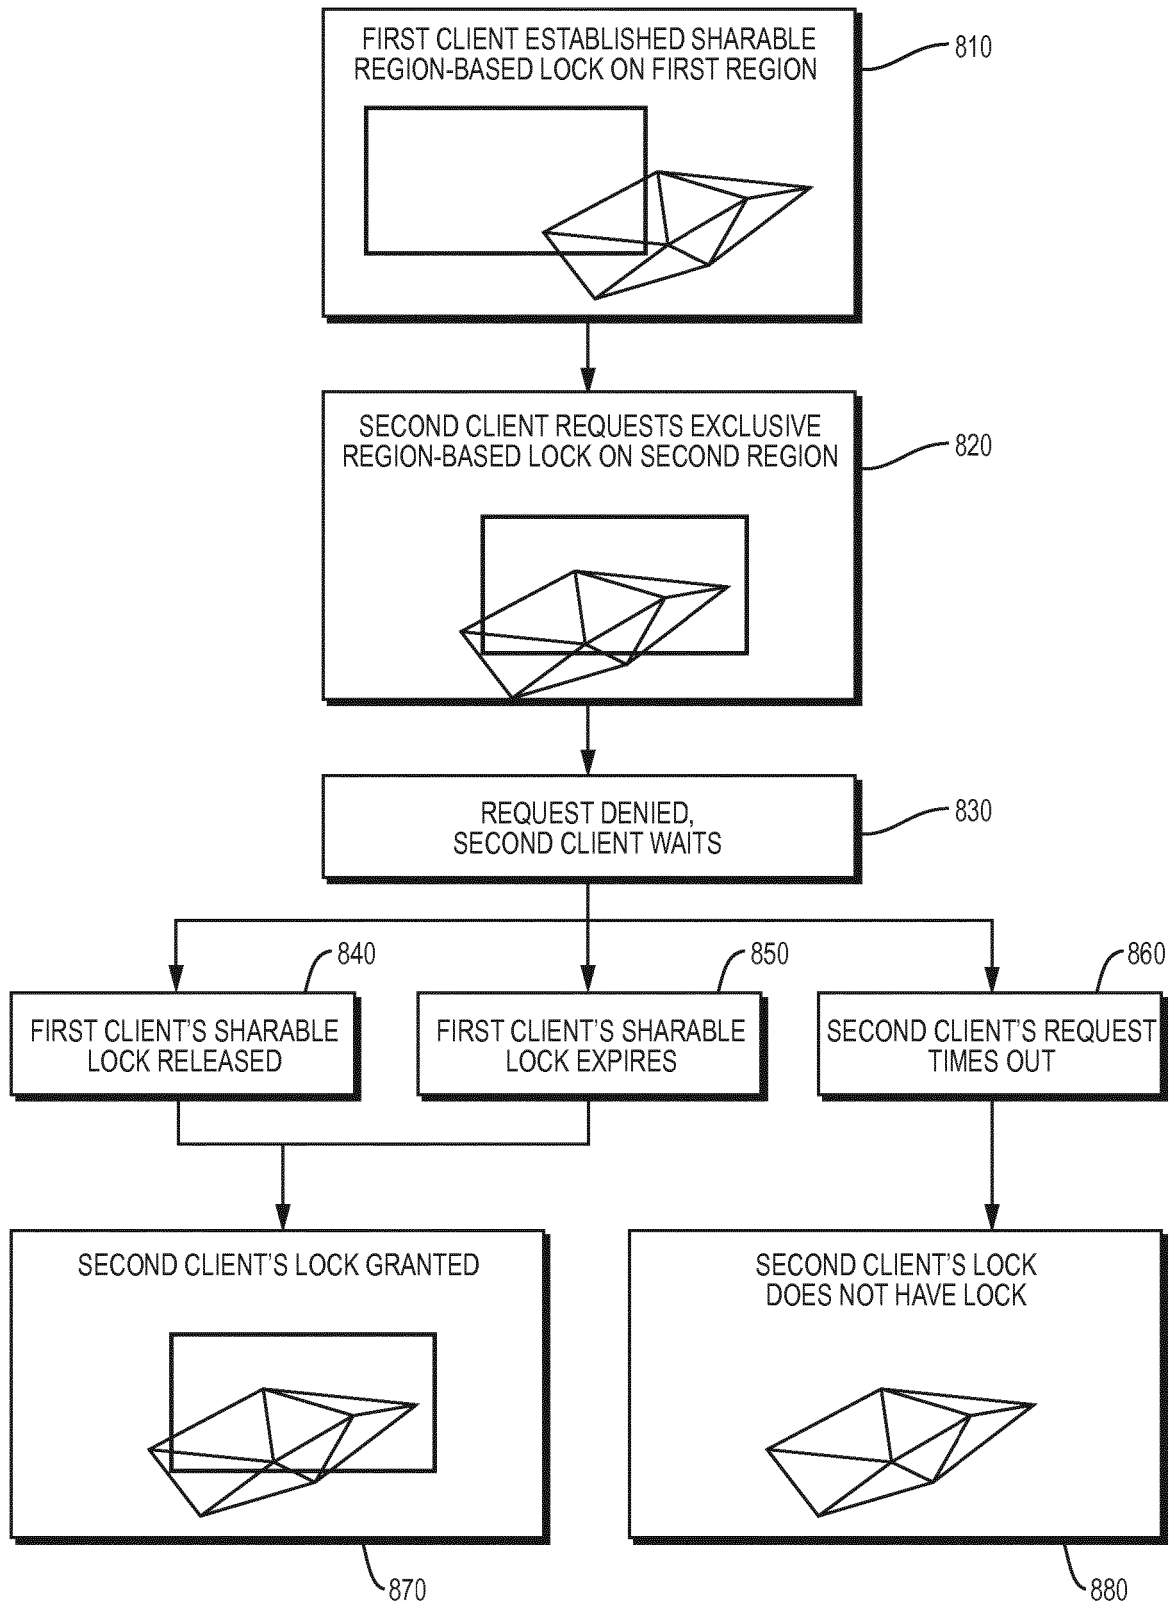 FIRST CLIENT ESTABLISHED SHARABLE
REGION-BASED LOCK ON FIRST REGION
810
SECOND CLIENT REQUESTS EXCLUSIVE
REGION-BASED LOCK ON SECOND REGION
820
REQUEST DENIED,
SECOND CLIENT WAITS
830
840
FIRST CLIENT'S SHARABLE
LOCK RELEASED
850
FIRST CLIENT'S SHARABLE
LOCK EXPIRES
860
SECOND CLIENT'S REQUEST
TIMES OUT
SECOND CLIENT'S LOCK GRANTED
870
SECOND CLIENT'S LOCK
DOES NOT HAVE LOCK
880